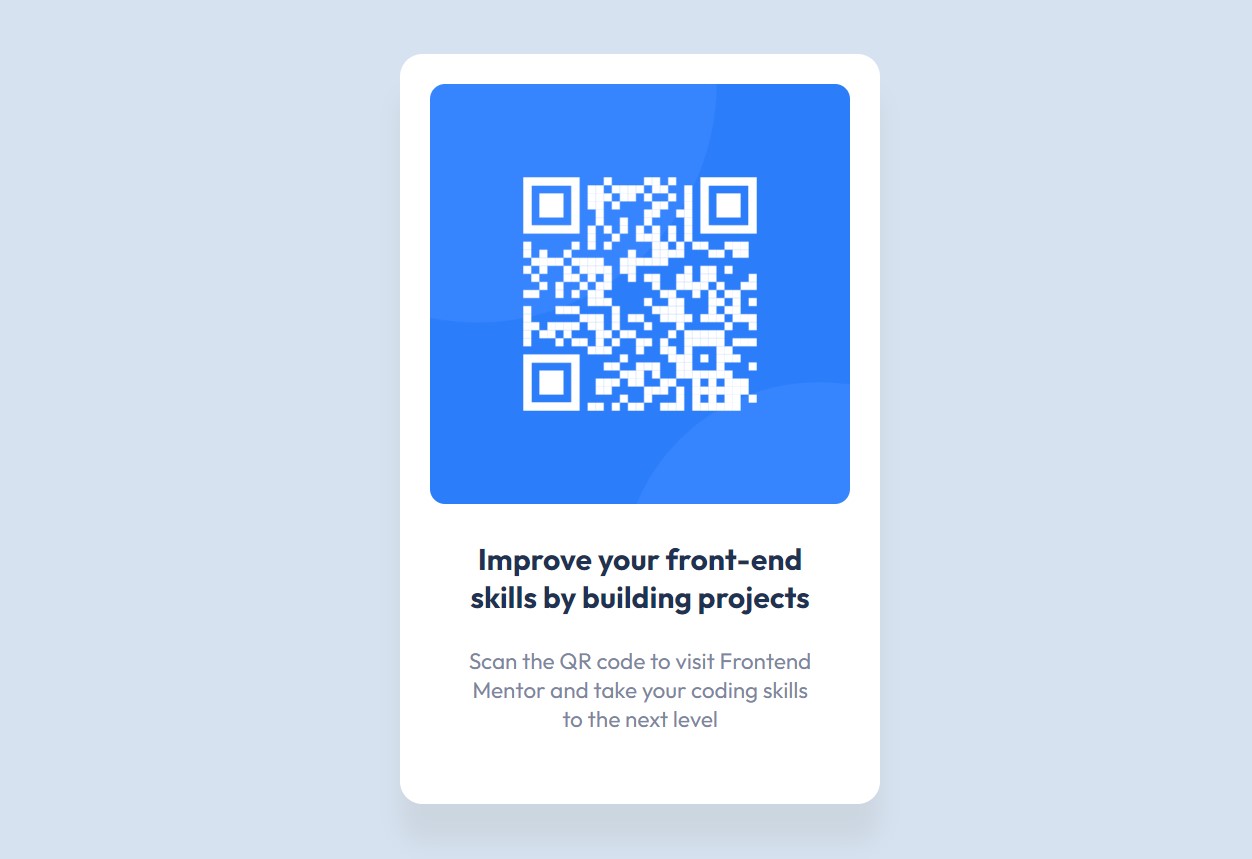 Improve your front-end
skills by building projects
Scan the QR code to visit Frontend
Mentor and take your coding skills
to the next level